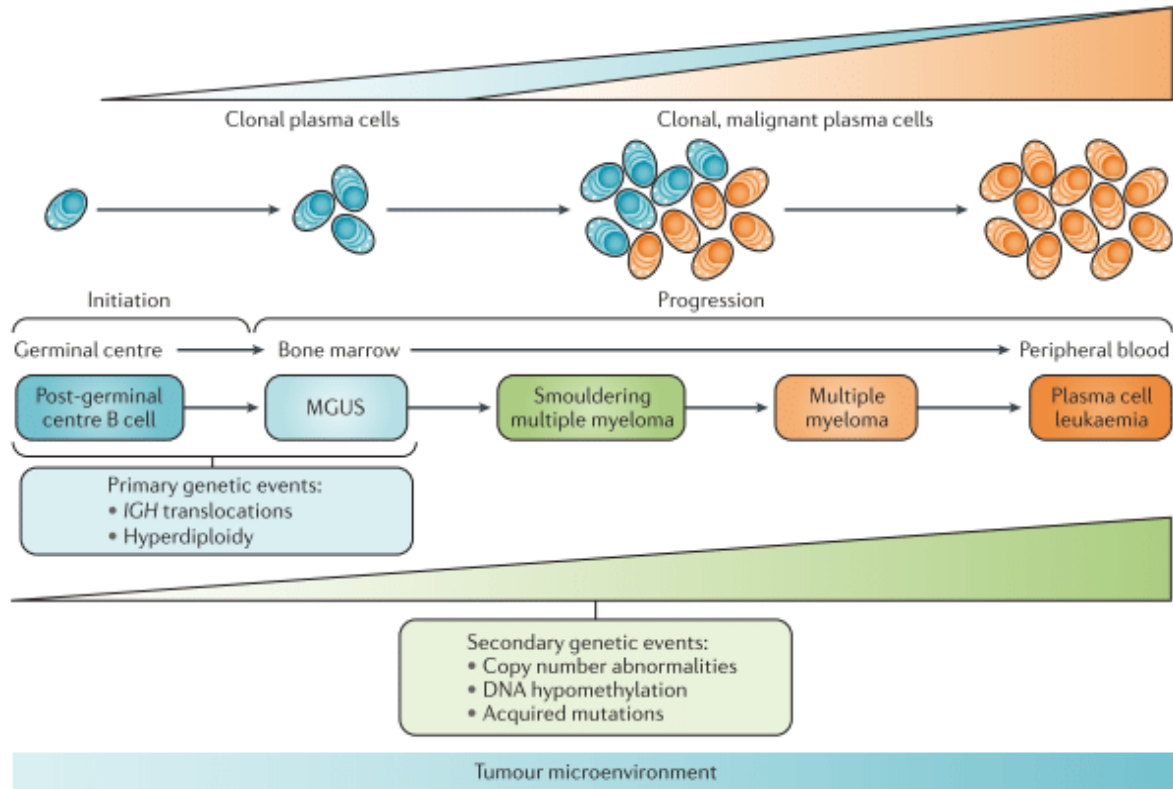 Clonal plasma cells
Clonal, malignant plasma cells
Initiation
Progression
Germinal centre
Bone marrow
Peripheral blood
Post-germinal
centre B cell
MGUS
Smouldering
multiple myeloma
Multiple
myeloma
Plasma cell
leukaemia
Primary genetic events:
• IGH translocations
• Hyperdiploidy
Secondary genetic events:
• Copy number abnormalities
• DNA hypomethylation
• Acquired mutations
Tumour microenvironment